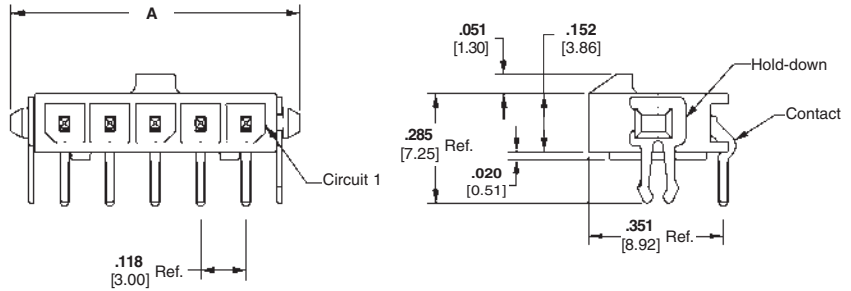 A
.051
[1.30]
.152
[3.86]
Hold-down
Contact
.285
[7.25] Ref.
.020
[0.51]
Circuit 1
.351
[8.92] Ref.
.118
[3.00] Ref.